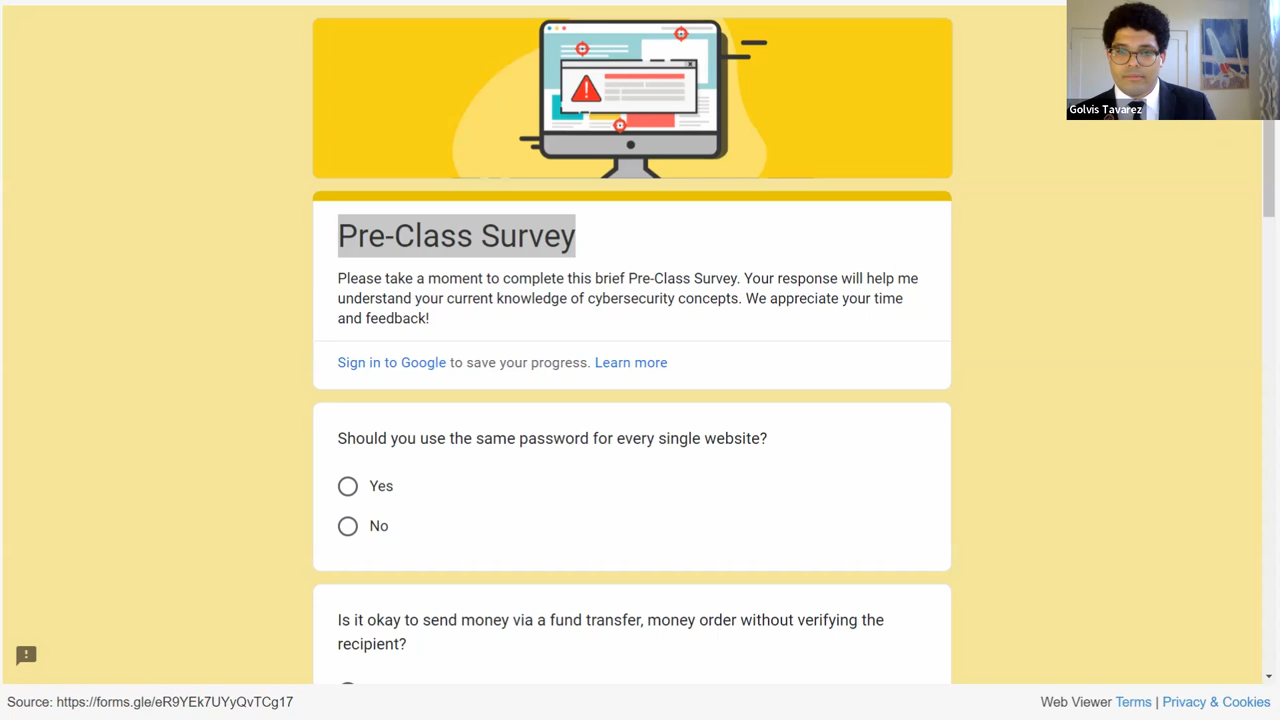 Golvis Tavarez
Pre-Class Survey
Please take a moment to complete this brief Pre-Class Survey. Your response will help me
understand your current knowledge of cybersecurity concepts. We appreciate your time
and feedback!
Sign in to Google to save your progress. Learn more
Should you use the same password for every single website?
Yes
No
Is it okay to send money via a fund transfer, money order without verifying the
recipient?
Source: https://forms.gle/eR9YEk7UYyQvTCg17
Web Viewer Terms | Privacy & Cookies